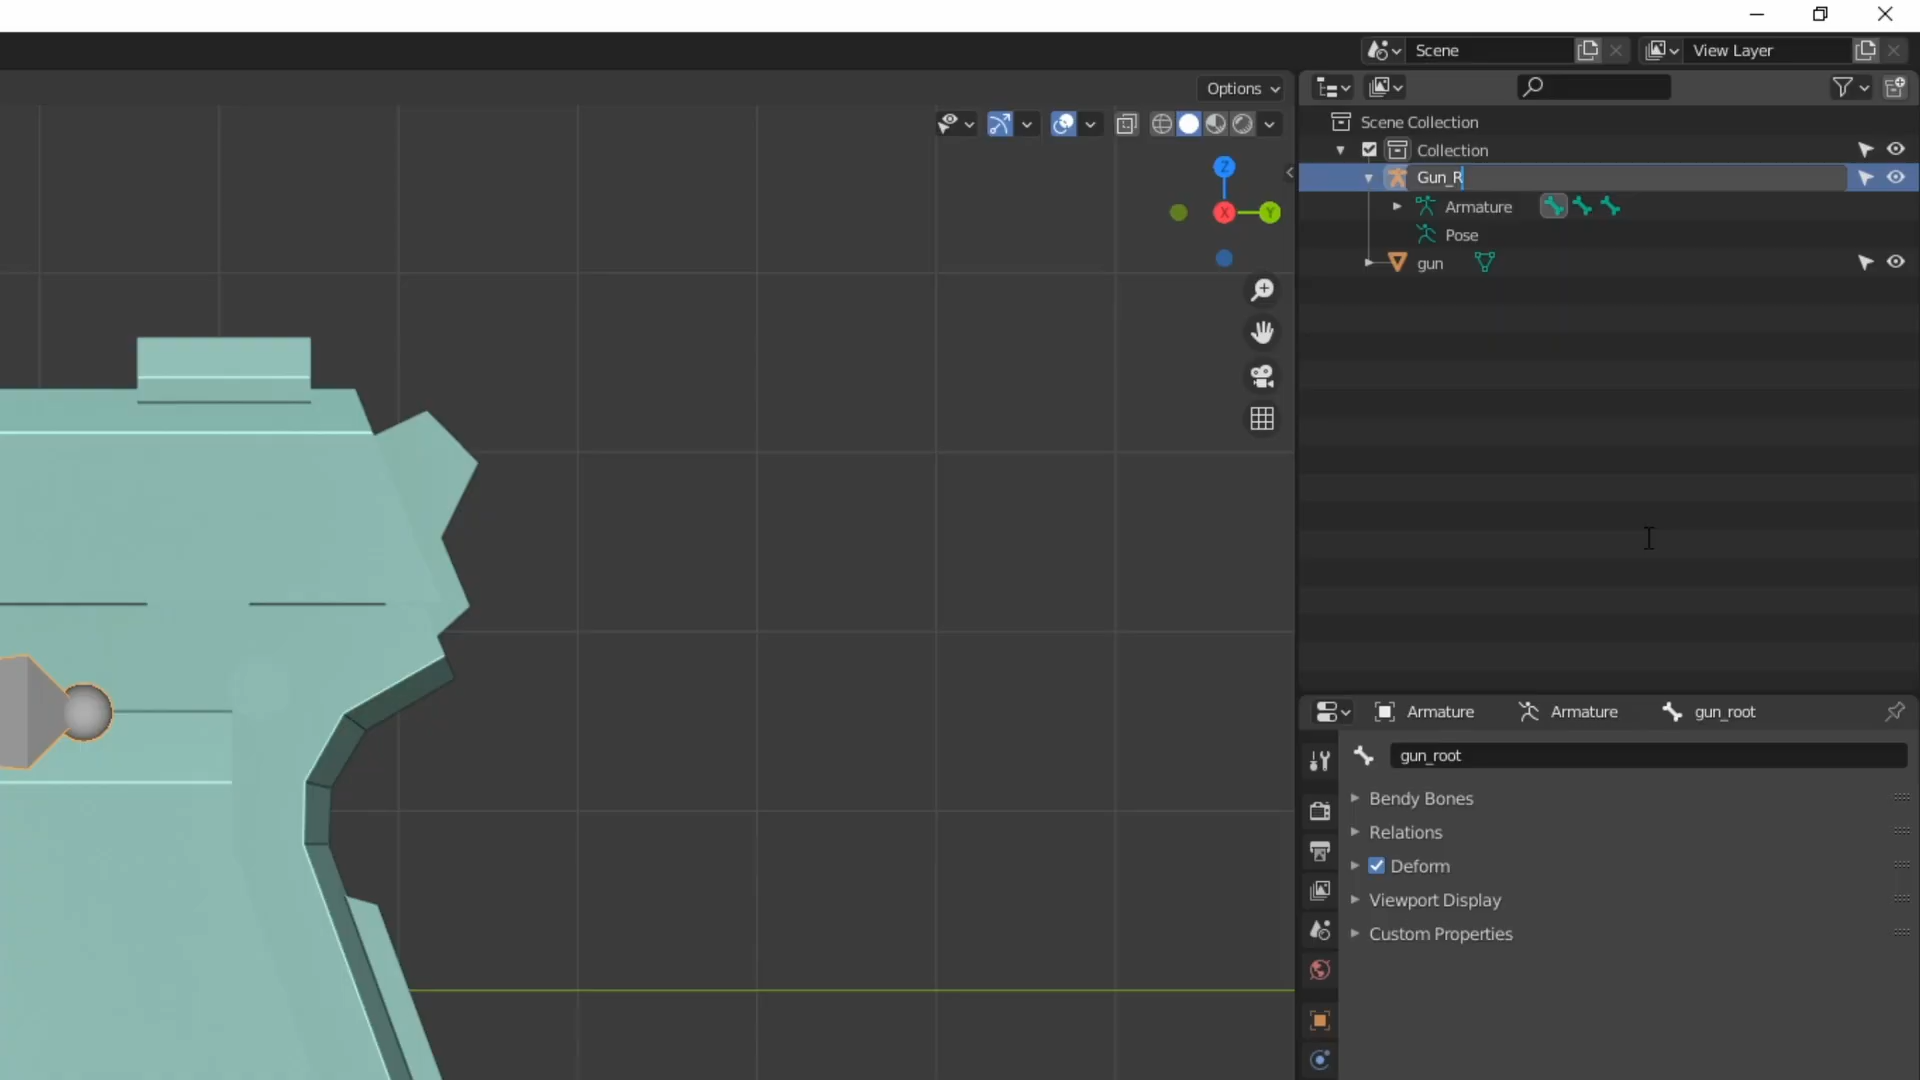 Scene
View Layer
Options
Scene Collection
Collection
Gun_R
Armature
Pose
gun
Z
X
Y
Armature
Armature
gun_root
gun_root
Bendy Bones
Relations
Deform
Viewport Display
Custom Properties